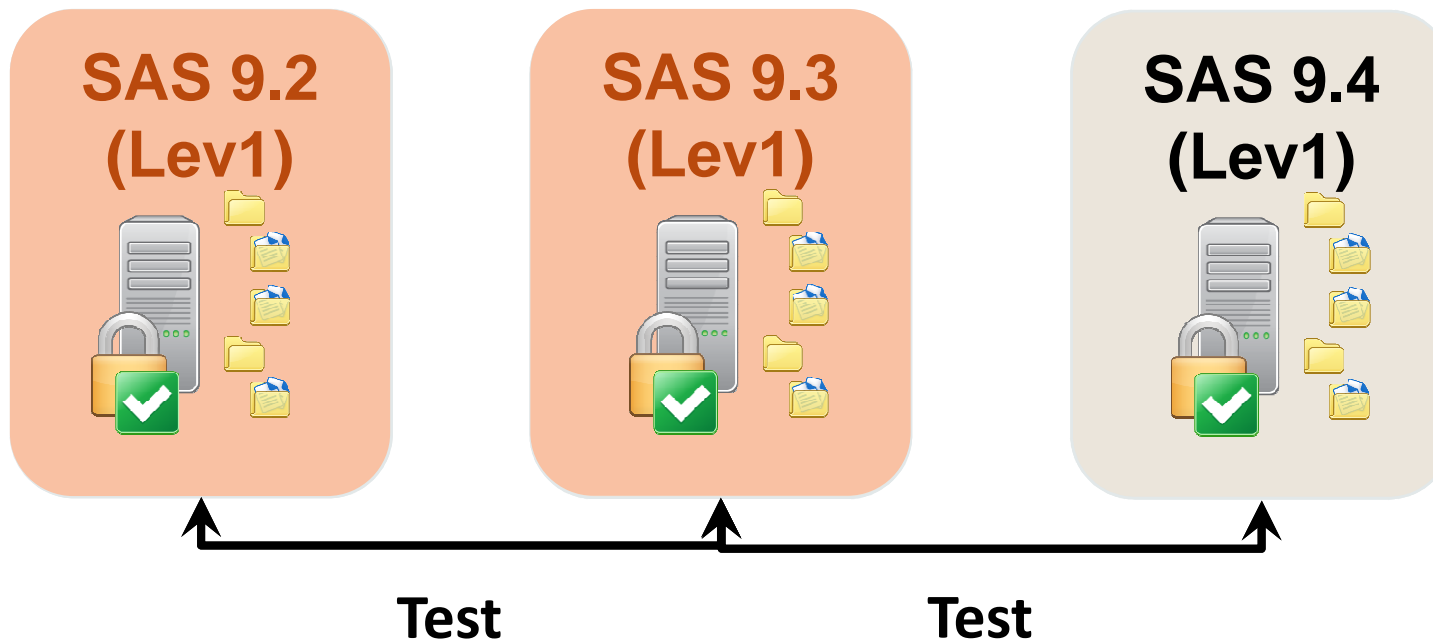 SAS 9.2
(Lev1)
SAS 9.3
(Lev1)
SAS 9.4
(Lev1)
Test
Test